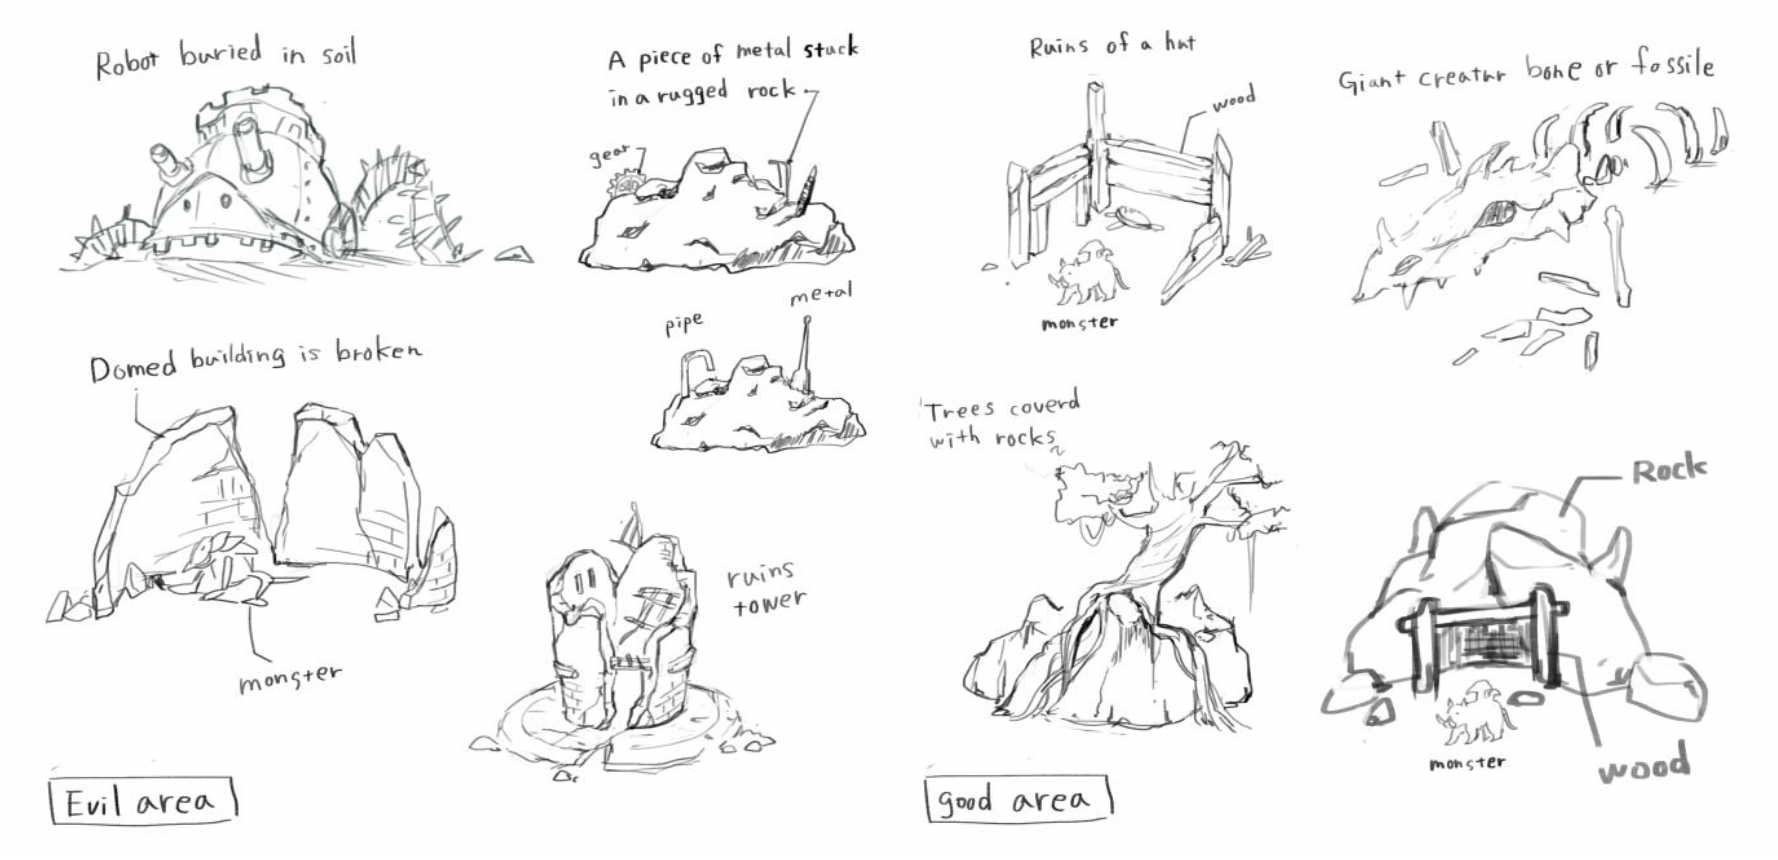 Robot buried in soil
A piece of metal stuck
in a rugged rock
gear
pipe
metal
Domed building is broken
monster
ruins
tower
Evil area
Ruins of a hut
wood
monster
Giant creatur bone or fossile
Trees coverd
with rocks
Rock
wood
monster
good area